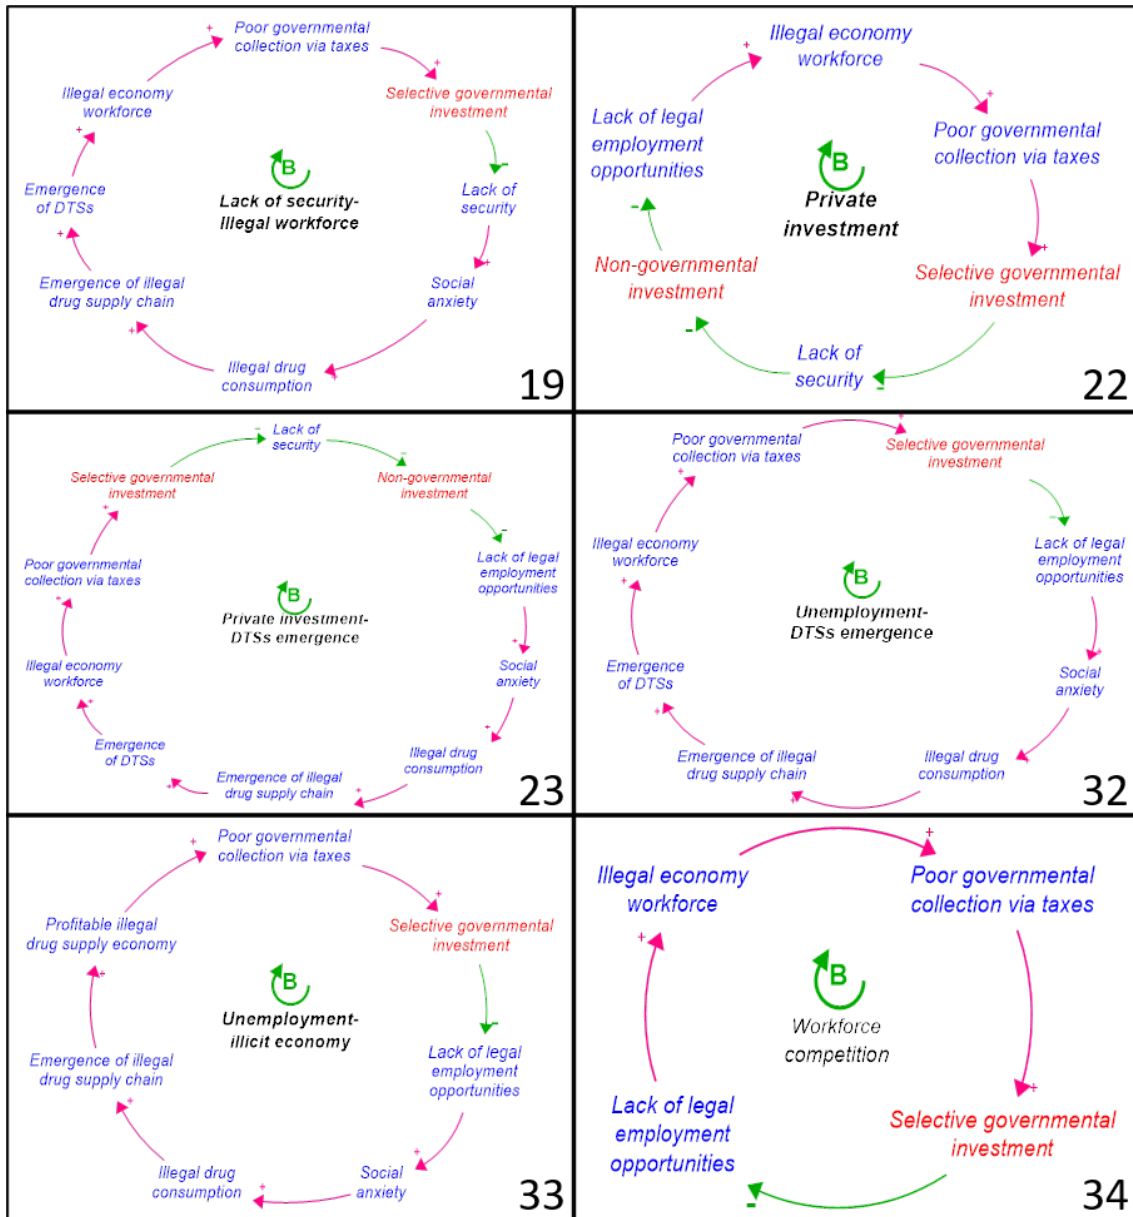 Poor governmental
collection via taxes
+
+
Selective governmental
investment
-
Lack of
security
+
Social
anxiety
+
Illegal drug
consumption
+
Emergence of illegal
drug supply chain
+
Emergence
of DTSs
+
Illegal economy
workforce
B
Lack of security-
Illegal workforce
19
Illegal economy
workforce
+
+
Poor governmental
collection via taxes
+
Selective governmental
investment
-
Lack of
security
-
Non-governmental
investment
-
Lack of legal
employment
opportunities
B
Private
investment
22
Lack of
security
-
-
Non-governmental
investment
-
Lack of legal
employment
opportunities
+
Social
anxiety
+
Illegal drug
consumption
+
Emergence of illegal
drug supply chain
+
Emergence
of DTSs
+
Illegal economy
workforce
+
Poor governmental
collection via taxes
+
Selective governmental
investment
B
Private investment-
DTSs emergence
23
Poor governmental
collection via taxes
+
+
Selective governmental
investment
-
Lack of legal
employment
opportunities
+
Social
anxiety
+
Illegal drug
consumption
+
Emergence of illegal
drug supply chain
+
Emergence
of DTSs
+
Illegal economy
workforce
B
Unemployment-
DTSs emergence
32
Poor governmental
collection via taxes
+
+
Selective governmental
investment
-
Lack of legal
employment
opportunities
+
Social
anxiety
+
Illegal drug
consumption
+
Emergence of illegal
drug supply chain
+
Profitable illegal
drug supply economy
B
Unemployment-
illicit economy
33
Illegal economy
workforce
+
+
Poor governmental
collection via taxes
+
Selective governmental
investment
-
Lack of legal
employment
opportunities
B
Workforce
competition
34